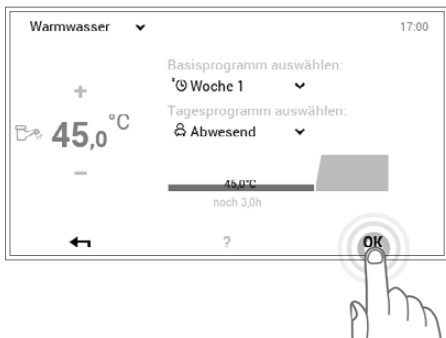 Warmwasser
17:00
Basisprogramm auswählen:
Woche 1
Tagesprogramm auswählen:
Abwesend
+
45,0 °C
−
45,0°C
noch 3,0h
?
OK